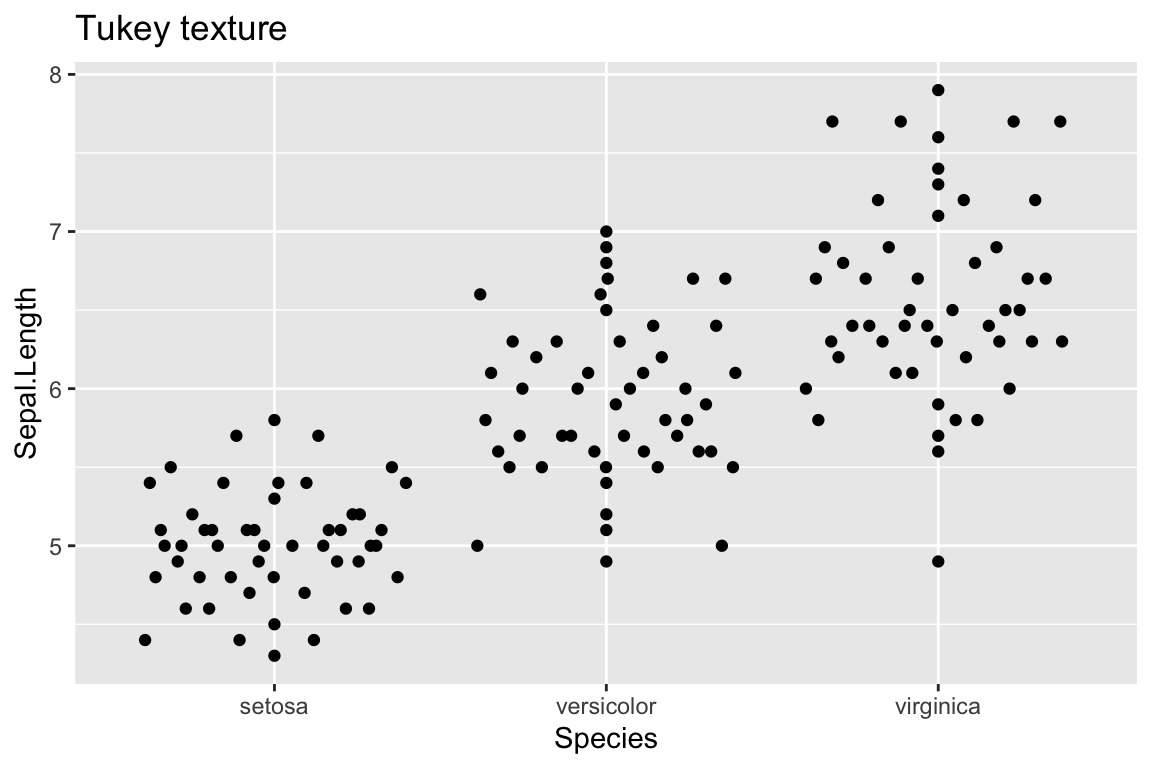 Tukey texture
8
7
6
5
Sepal.Length
setosa versicolor virginica
Species